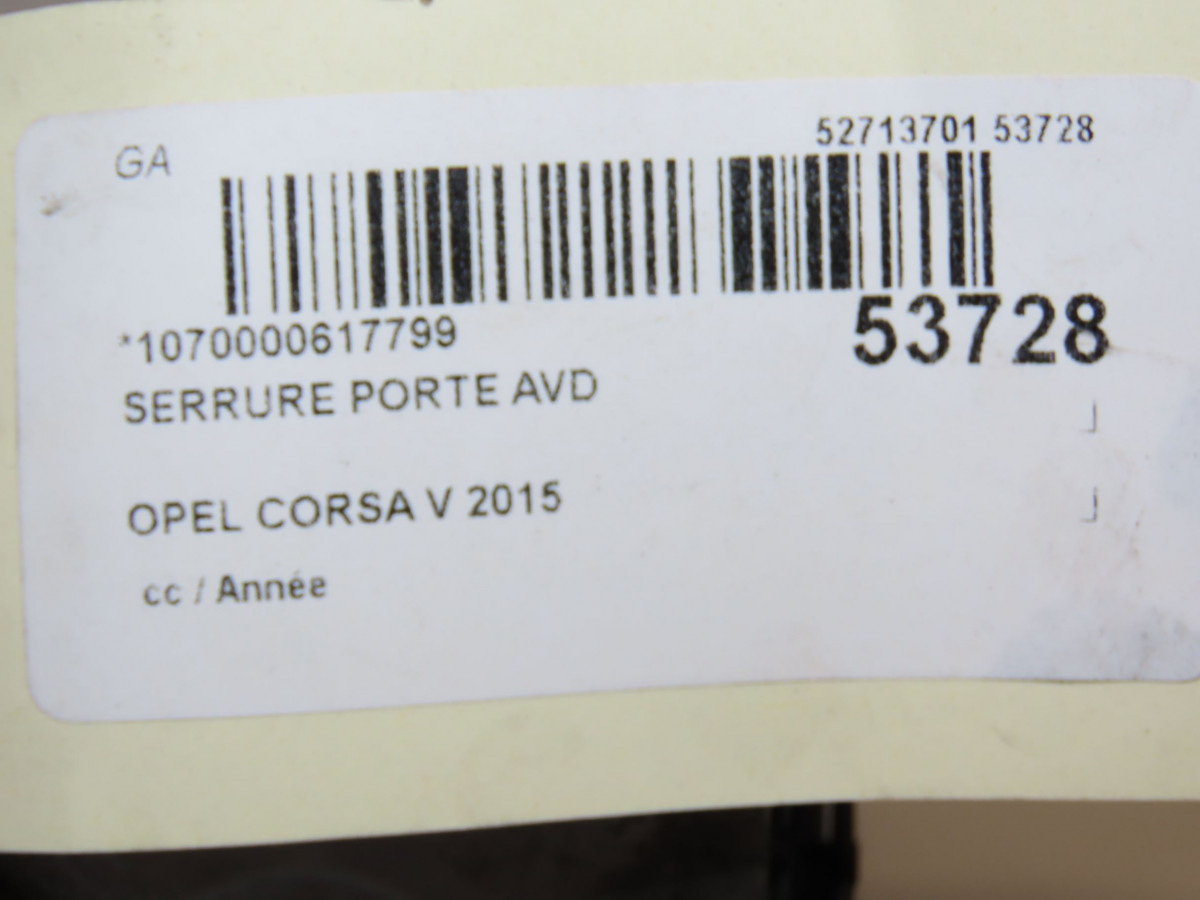 GA
52713701 53728
*1070000617799
53728
SERRURE PORTE AVD
OPEL CORSA V 2015
cc / Année